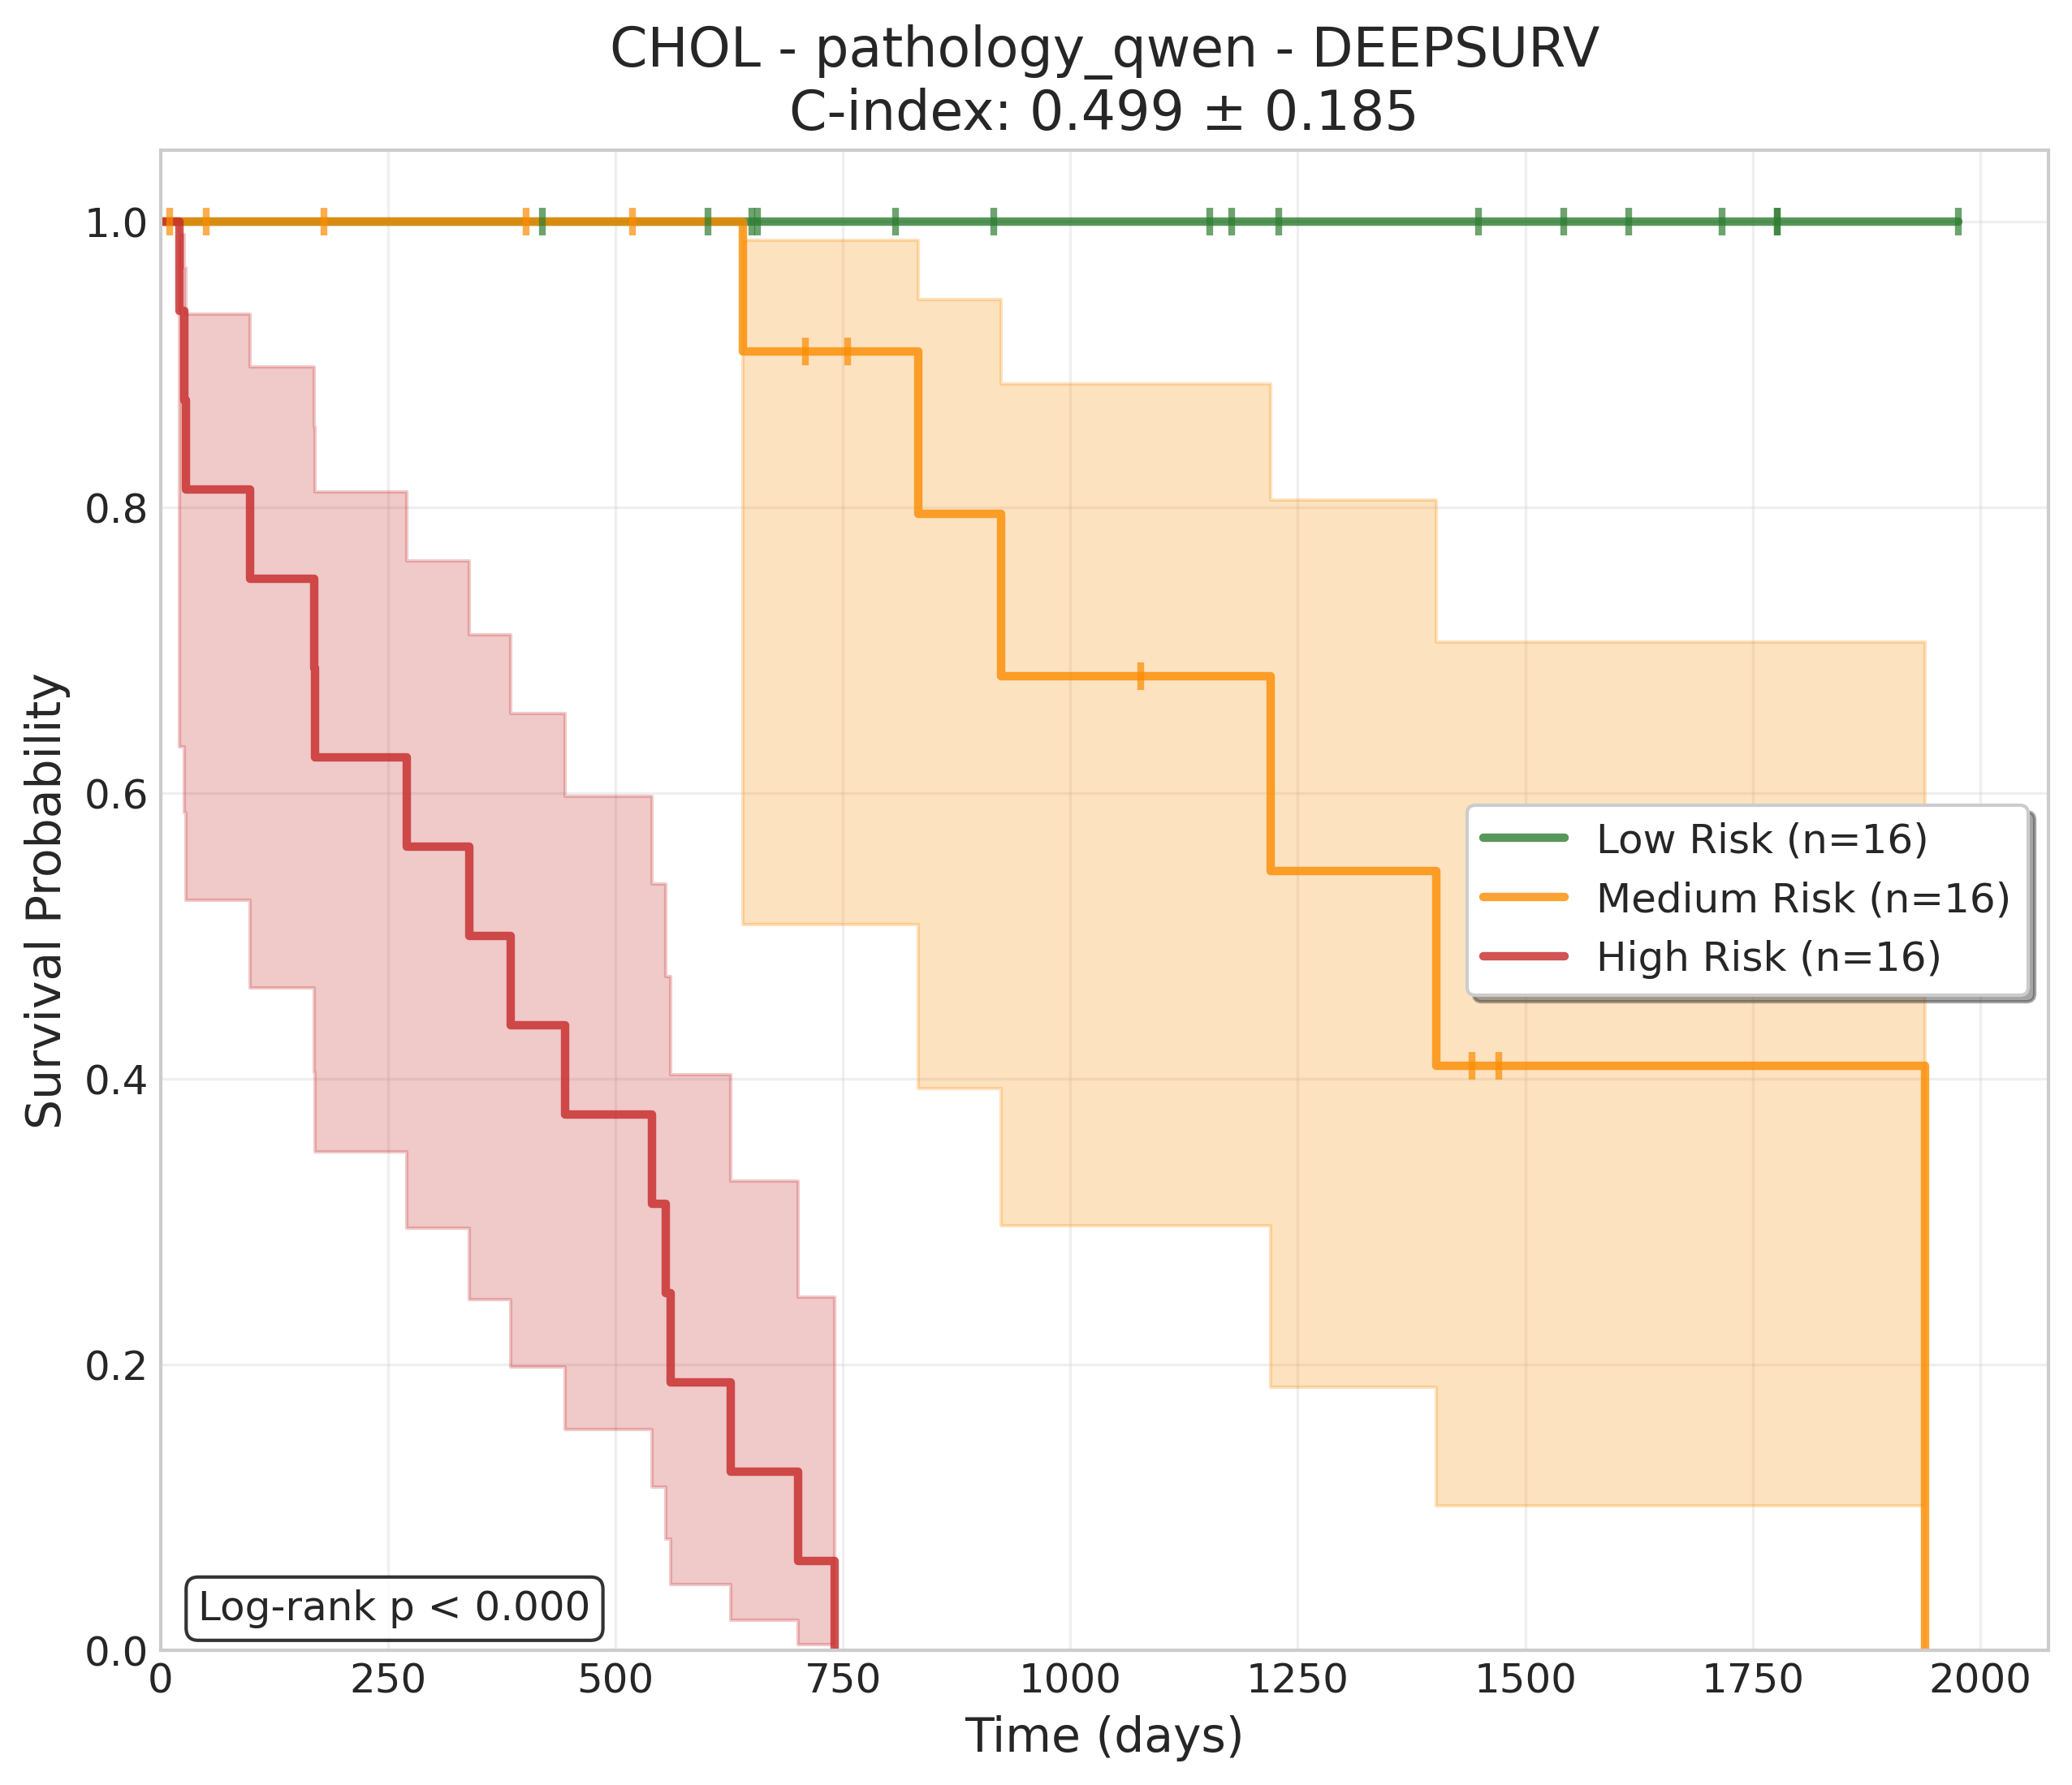 CHOL - pathology_qwen - DEEPSURV
C-index: 0.499 ± 0.185
Survival Probability
1.0
0.8
0.6
0.4
0.2
0.0
Low Risk (n=16)
Medium Risk (n=16)
High Risk (n=16)
Log-rank p < 0.000
0 250 500 750 1000 1250 1500 1750 2000
Time (days)